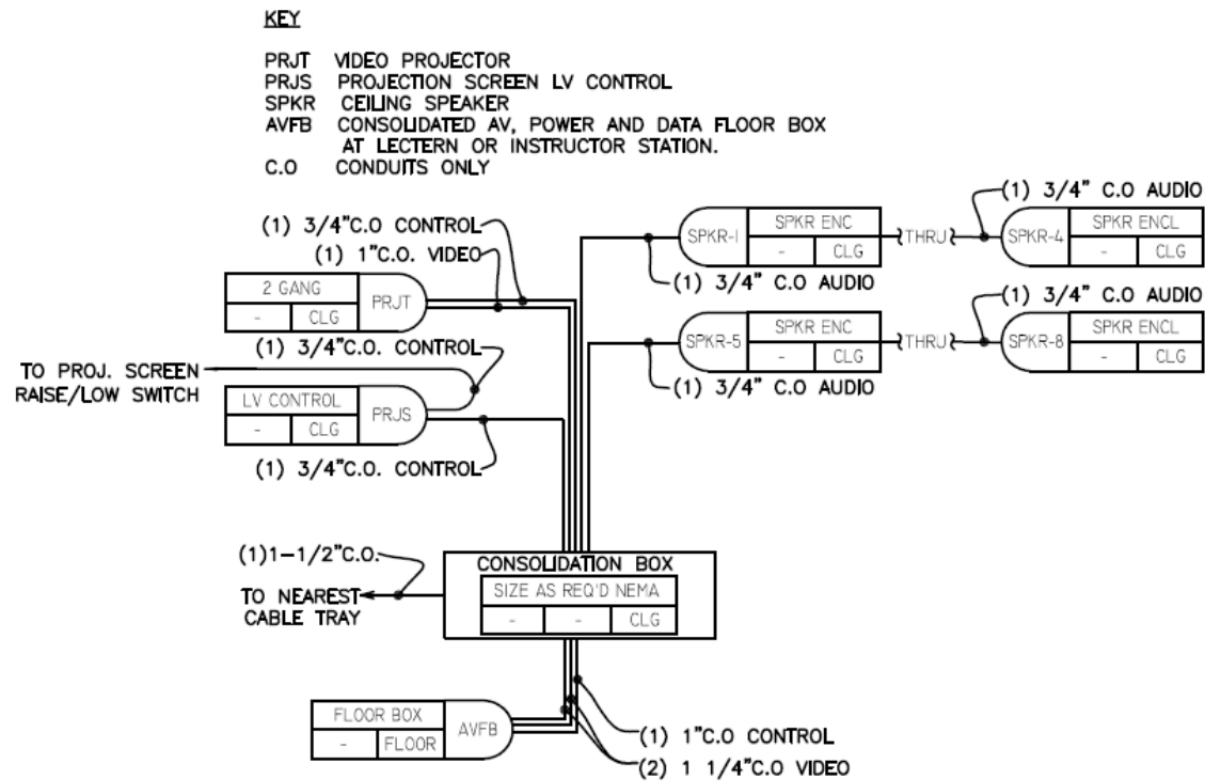 KEY
PRJT VIDEO PROJECTOR
PRJS PROJECTION SCREEN LV CONTROL
SPKR CEILING SPEAKER
AVFB CONSOLIDATED AV, POWER AND DATA FLOOR BOX
AT LECTERN OR INSTRUCTOR STATION.
C.O CONDUITS ONLY
(1) 3/4"C.O CONTROL
(1) 1"C.O. VIDEO
2 GANG
- CLG
PRJT
(1) 3/4"C.O. CONTROL
TO PROJ. SCREEN
RAISE/LOW SWITCH
LV CONTROL
- CLG
PRJS
(1) 3/4"C.O. CONTROL
SPKR-1
SPKR ENC
- CLG
(1) 3/4" C.O AUDIO
THRU
(1) 3/4" C.O AUDIO
SPKR-4
SPKR ENCL
- CLG
SPKR-5
SPKR ENC
- CLG
(1) 3/4" C.O AUDIO
THRU
(1) 3/4" C.O AUDIO
SPKR-8
SPKR ENCL
- CLG
(1)1-1/2"C.O.
TO NEAREST
CABLE TRAY
CONSOLIDATION BOX
SIZE AS REQ'D NEMA
- - CLG
FLOOR BOX
- FLOOR
AVFB
(1) 1"C.O CONTROL
(2) 1 1/4"C.O VIDEO